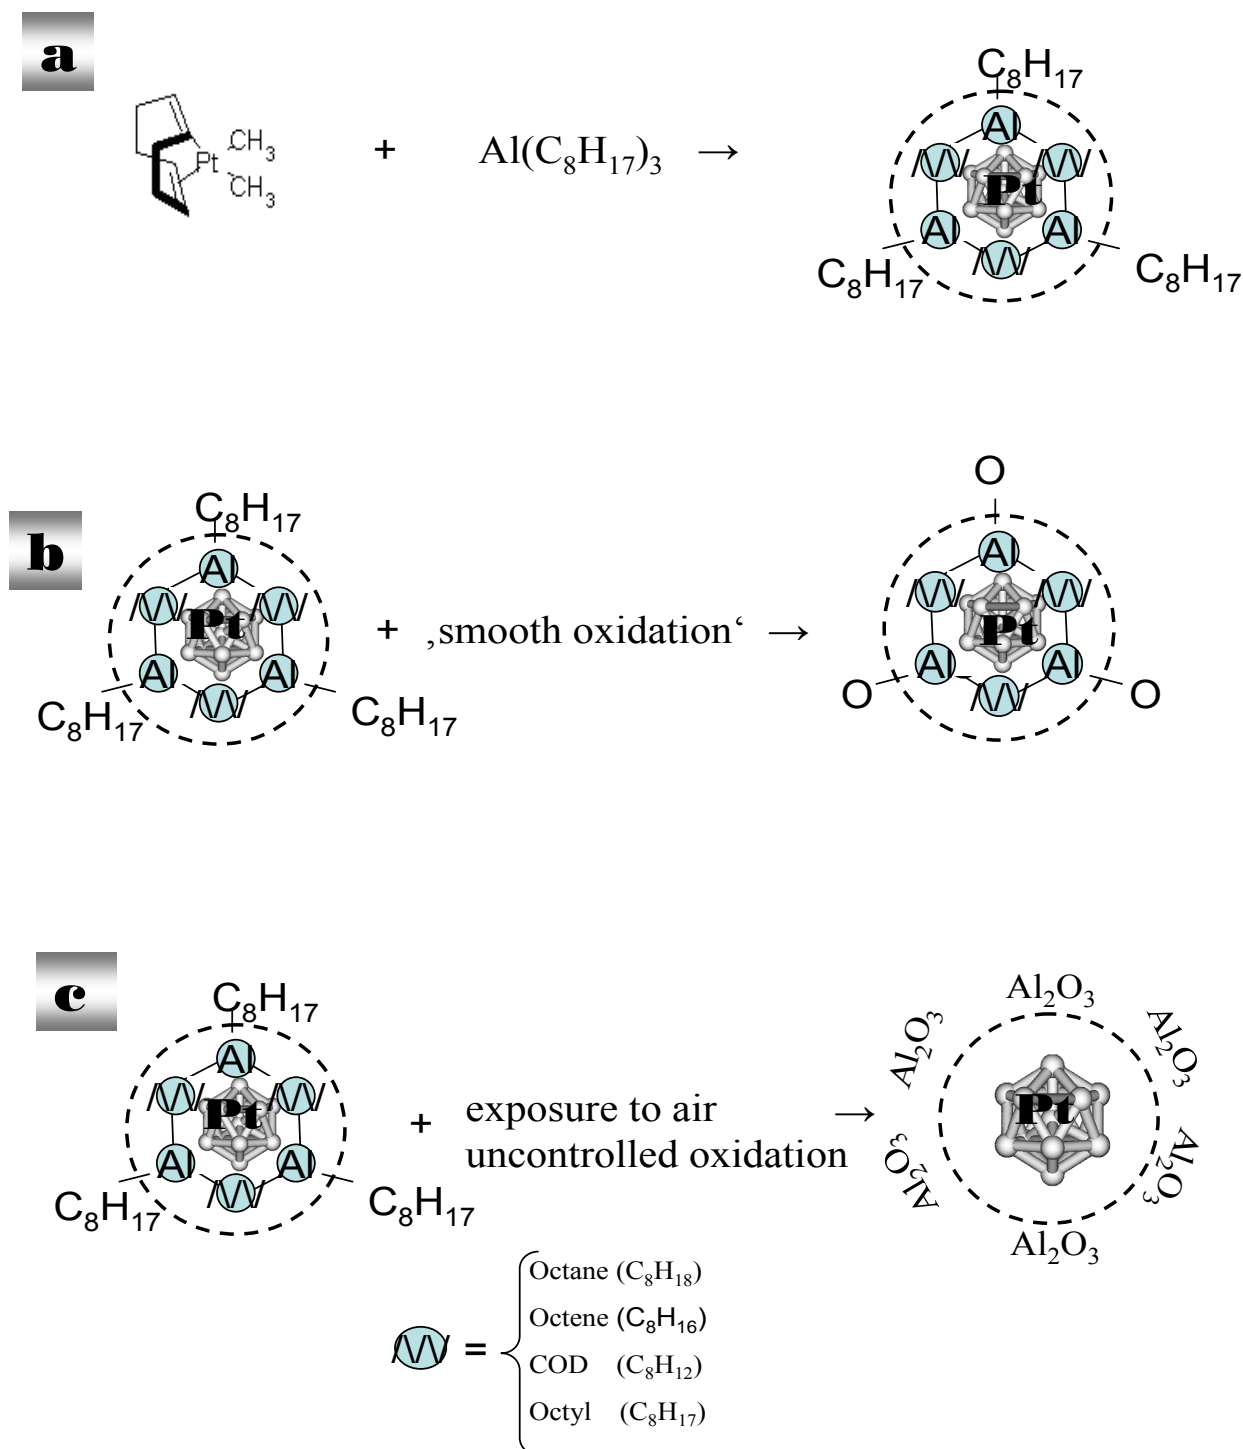 a
C₈H₁₇
CH₃
Pt
CH₃
+ Al(C₈H₁₇)₃ →
Al
Pt
Al Al
C₈H₁₇ C₈H₁₇
b
C₈H₁₇
Al
Pt
Al Al
C₈H₁₇ C₈H₁₇
+ ‚smooth oxidation‘ →
O
Al
Pt
Al Al
O O
c
C₈H₁₇
Al
Pt
Al Al
C₈H₁₇ C₈H₁₇
+ exposure to air →
uncontrolled oxidation
Al₂O₃
Al₂O₃ Al₂O₃
Pt
Al₂O₃ Al₂O₃
Al₂O₃
=
Octane (C₈H₁₈)
Octene (C₈H₁₆)
COD (C₈H₁₂)
Octyl (C₈H₁₇)